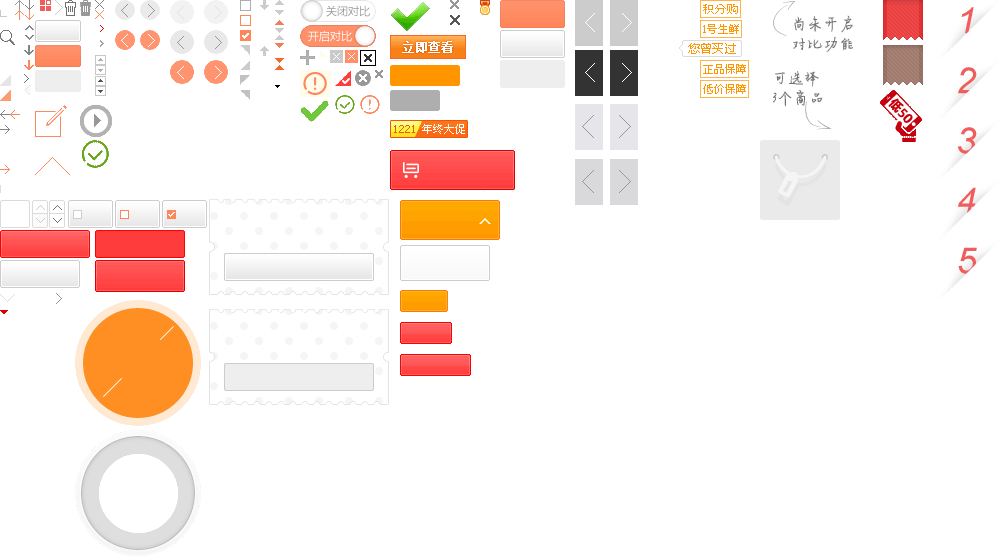 关闭对比
开启对比
立即查看
1221 年终大促
积分购
1号生鲜
您曾买过
正品保障
低价保障
尚未开启
对比功能
可选择
3个商品
低50
1
2
3
4
5